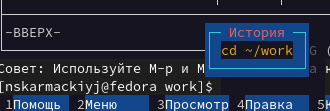 История
-ВВЕРХ-
cd ~/work
G (
Совет: Используйте M-p и M
[nskarmackiyj@fedora work]$
1Помощь 2Меню 3Просмотр 4Правка 5